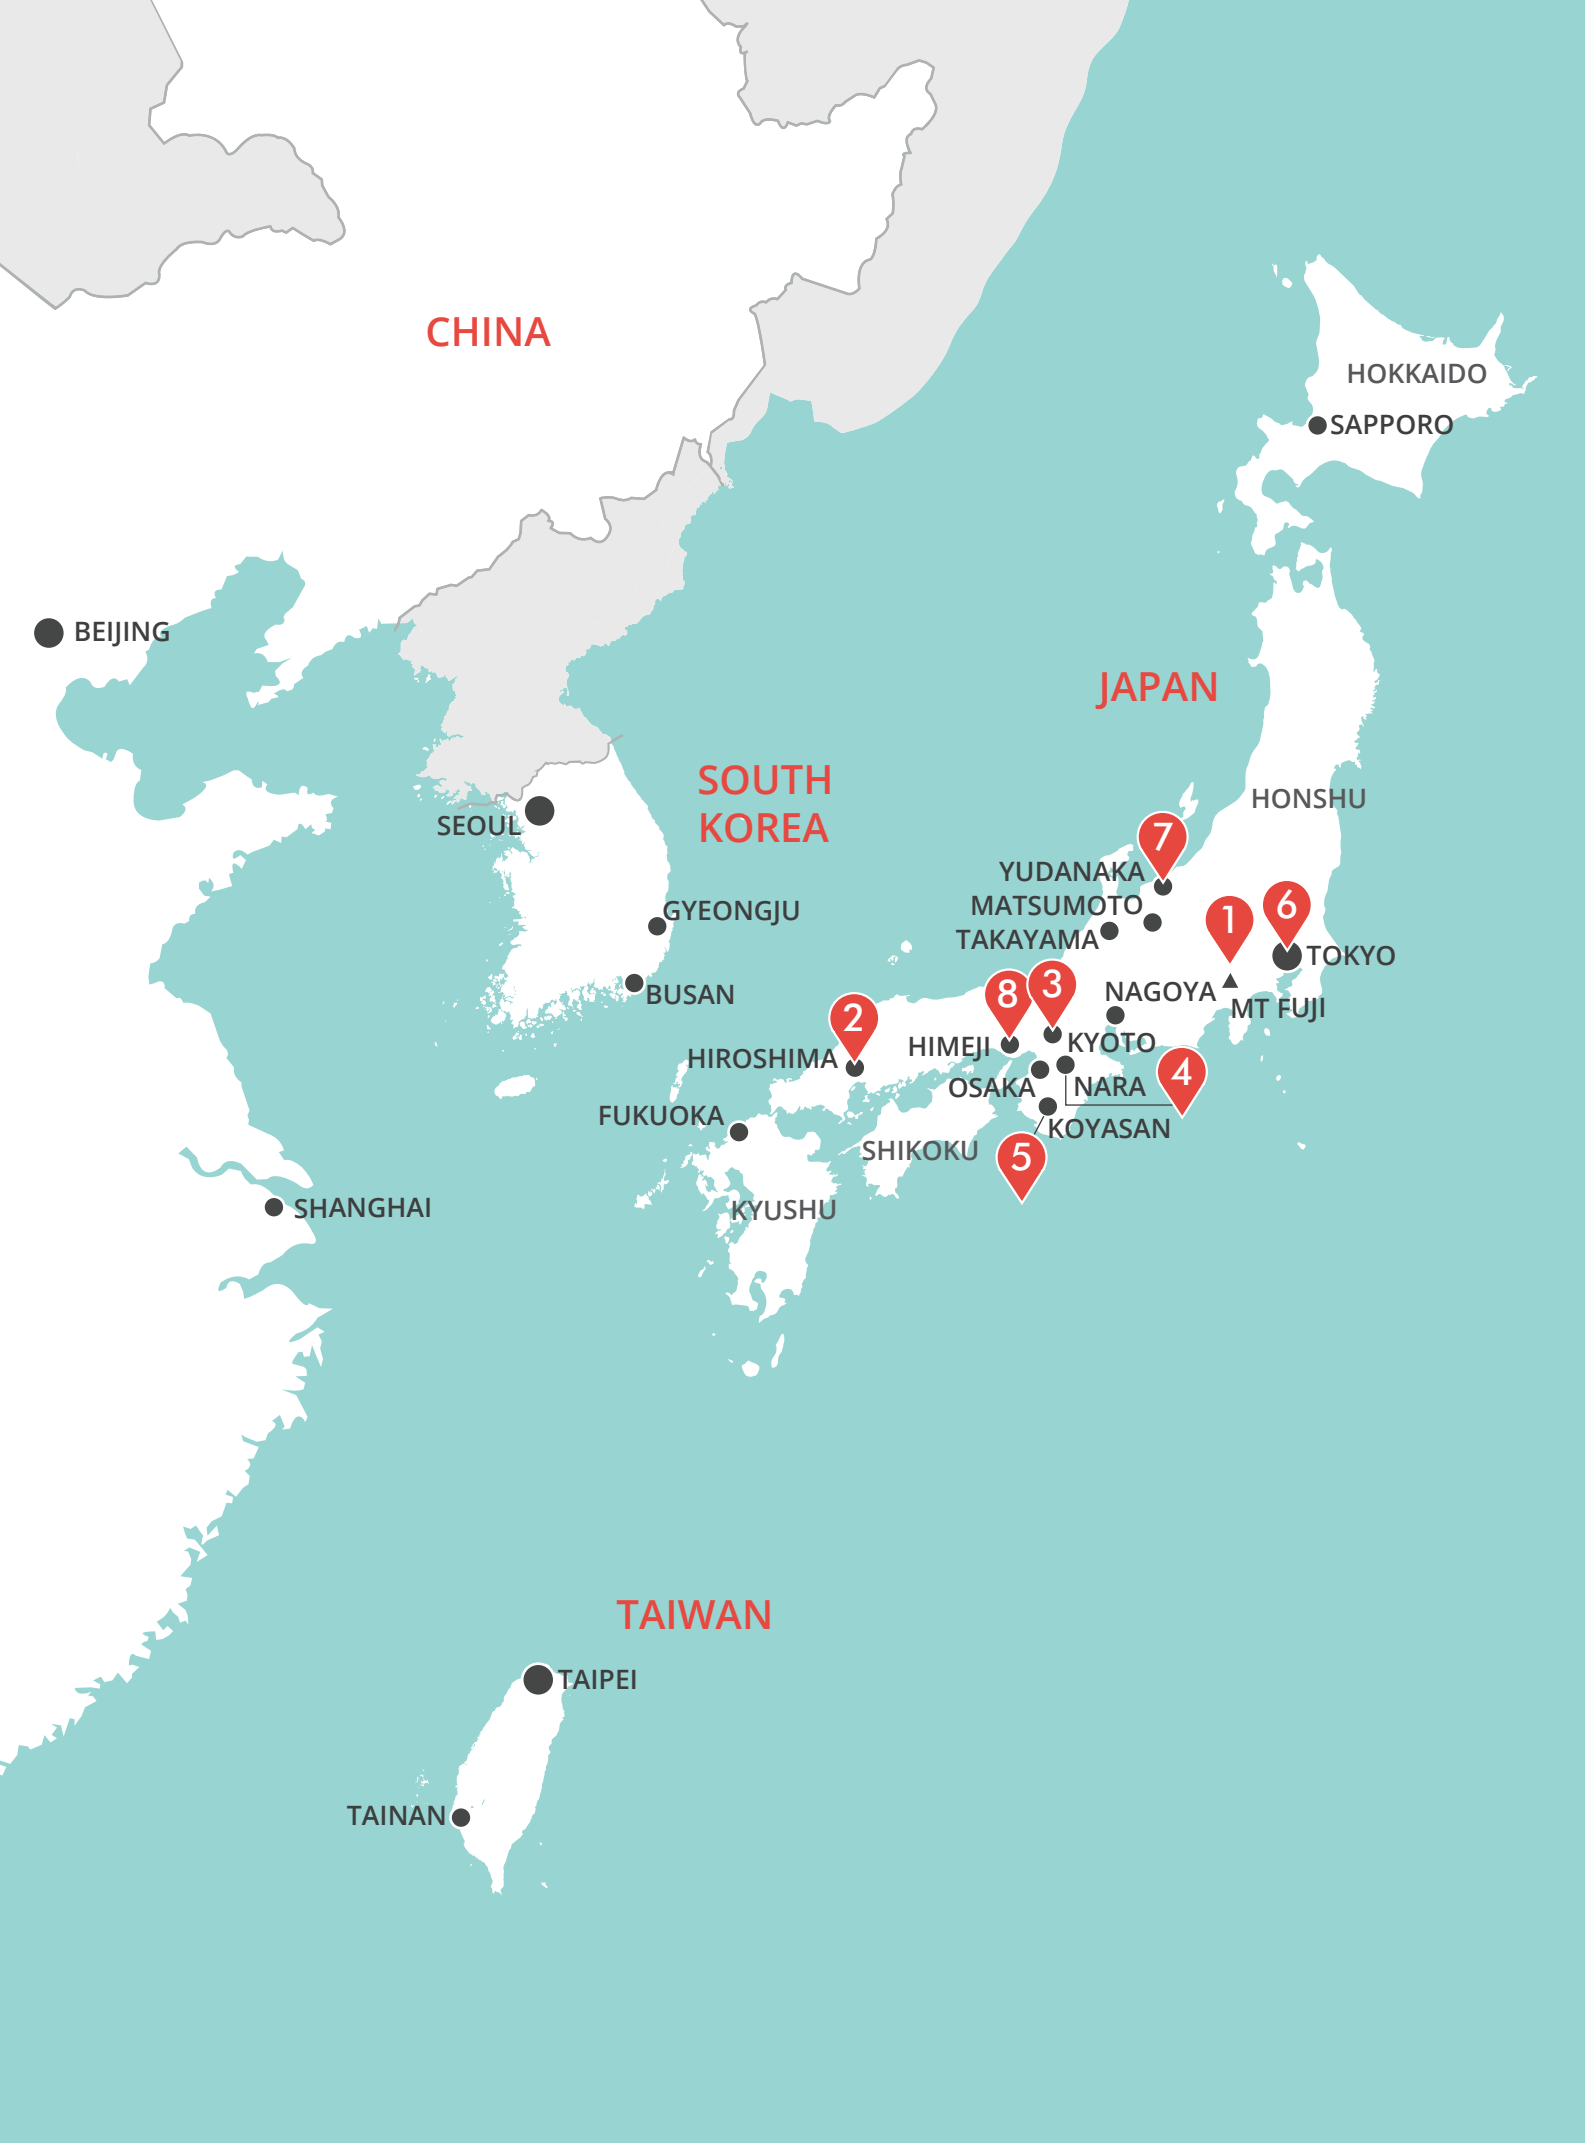 CHINA
HOKKAIDO
SAPPORO
BEIJING
JAPAN
SOUTH
KOREA
HONSHU
SEOUL
7
YUDANAKA
MATSUMOTO
TAKAYAMA
GYEONGJU
1
6
TOKYO
BUSAN
8
3
NAGOYA
MT FUJI
2
HIROSHIMA
HIMEJI
KYOTO
OSAKA
NARA
4
FUKUOKA
KOYASAN
SHIKOKU
5
SHANGHAI
KYUSHU
TAIWAN
TAIPEI
TAINAN